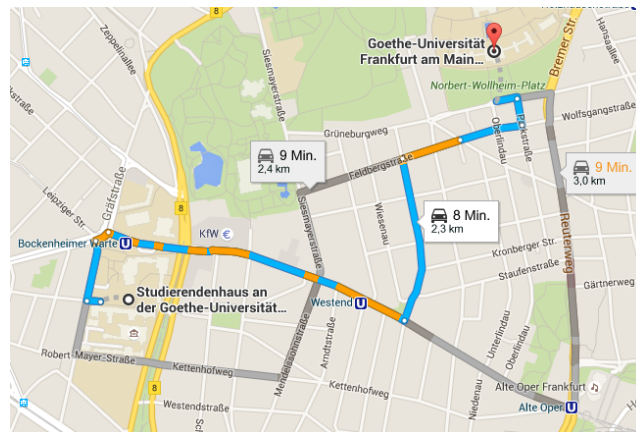 Zeppelinallee
Siesmayerstraße
Goethe-Universität
Frankfurt am Main...
Hansaallee
Bremer Str.
Norbert-Wollheim-Platz
Wolfsgangstraße
Parkstraße
Oberlindau
Grüneburgweg
9 Min.
2,4 km
Feldbergstraße
9 Min.
3,0 km
8
Gräfstraße
Leipziger Str.
Siesmayerstraße
Wiesenau
8 Min.
2,3 km
Reuterweg
KfW €
Bockenheimer Warte U
Kronberger Str.
Staufenstraße
Gärtnerweg
Studierendenhaus an
der Goethe-Universität...
Westend U
Unterlindau
Oberlindau
Robert-Mayer-Straße
Mendelssohnstraße
Arndtstraße
Kettenhofweg
Kettenhofweg
8
Niedenau
Alte Oper Frankfurt
Westendstraße
Alte Oper U